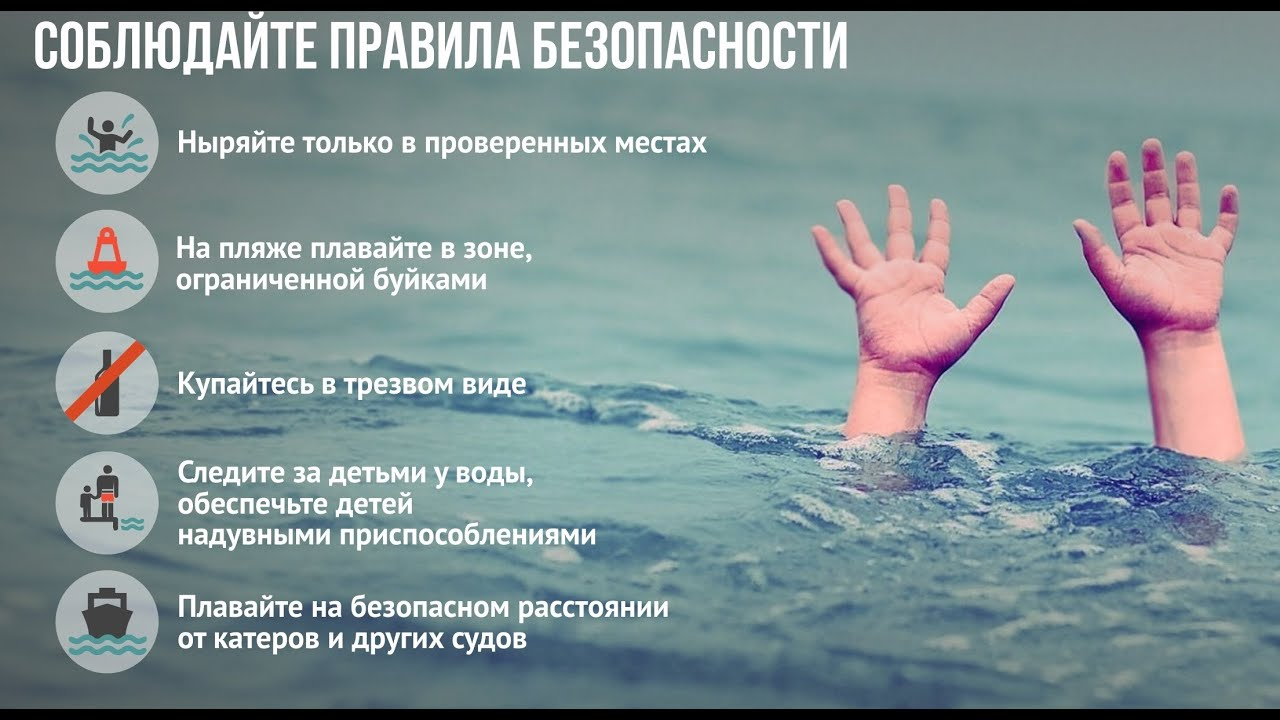 СОБЛЮДАЙТЕ ПРАВИЛА БЕЗОПАСНОСТИ
Ныряйте только в проверенных местах
На пляже плавайте в зоне,
ограниченной буйками
Купайтесь в трезвом виде
Следите за детьми у воды,
обеспечьте детей
надувными приспособлениями
Плавайте на безопасном расстоянии
от катеров и других судов